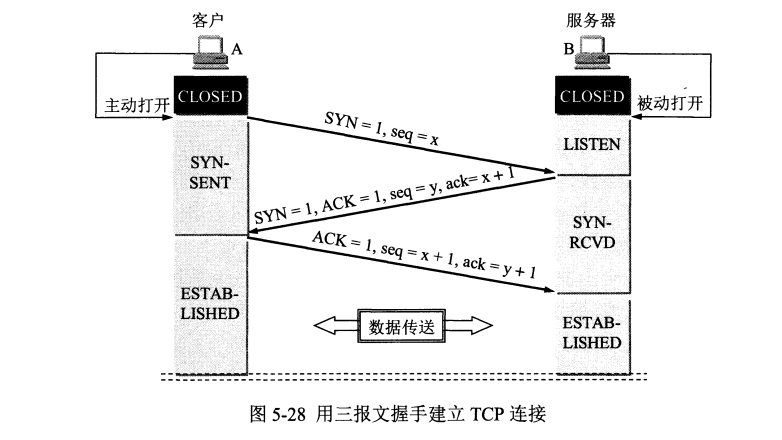 客户
服务器
A
B
主动打开
CLOSED
CLOSED
被动打开
SYN = 1, seq = x
LISTEN
SYN-
SENT
SYN = 1, ACK = 1, seq = y, ack= x + 1
SYN-
RCVD
ACK = 1, seq = x + 1, ack = y + 1
ESTAB-
LISHED
数据传送
ESTAB-
LISHED
图 5-28 用三报文握手建立 TCP 连接